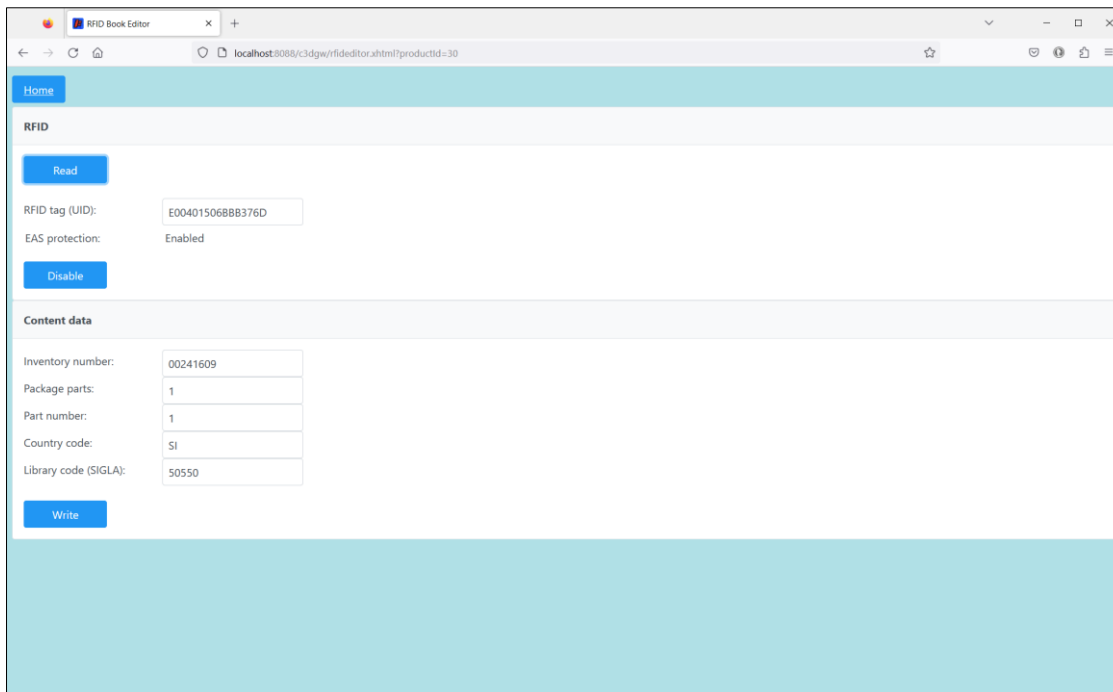 RFID Book Editor
localhost:8088/c3dgw/rfideditor.xhtml?productId=30
Home
RFID
Read
RFID tag (UID): E00401506BBB376D
EAS protection: Enabled
Disable
Content data
Inventory number: 00241609
Package parts: 1
Part number: 1
Country code: SI
Library code (SIGLA): 50550
Write